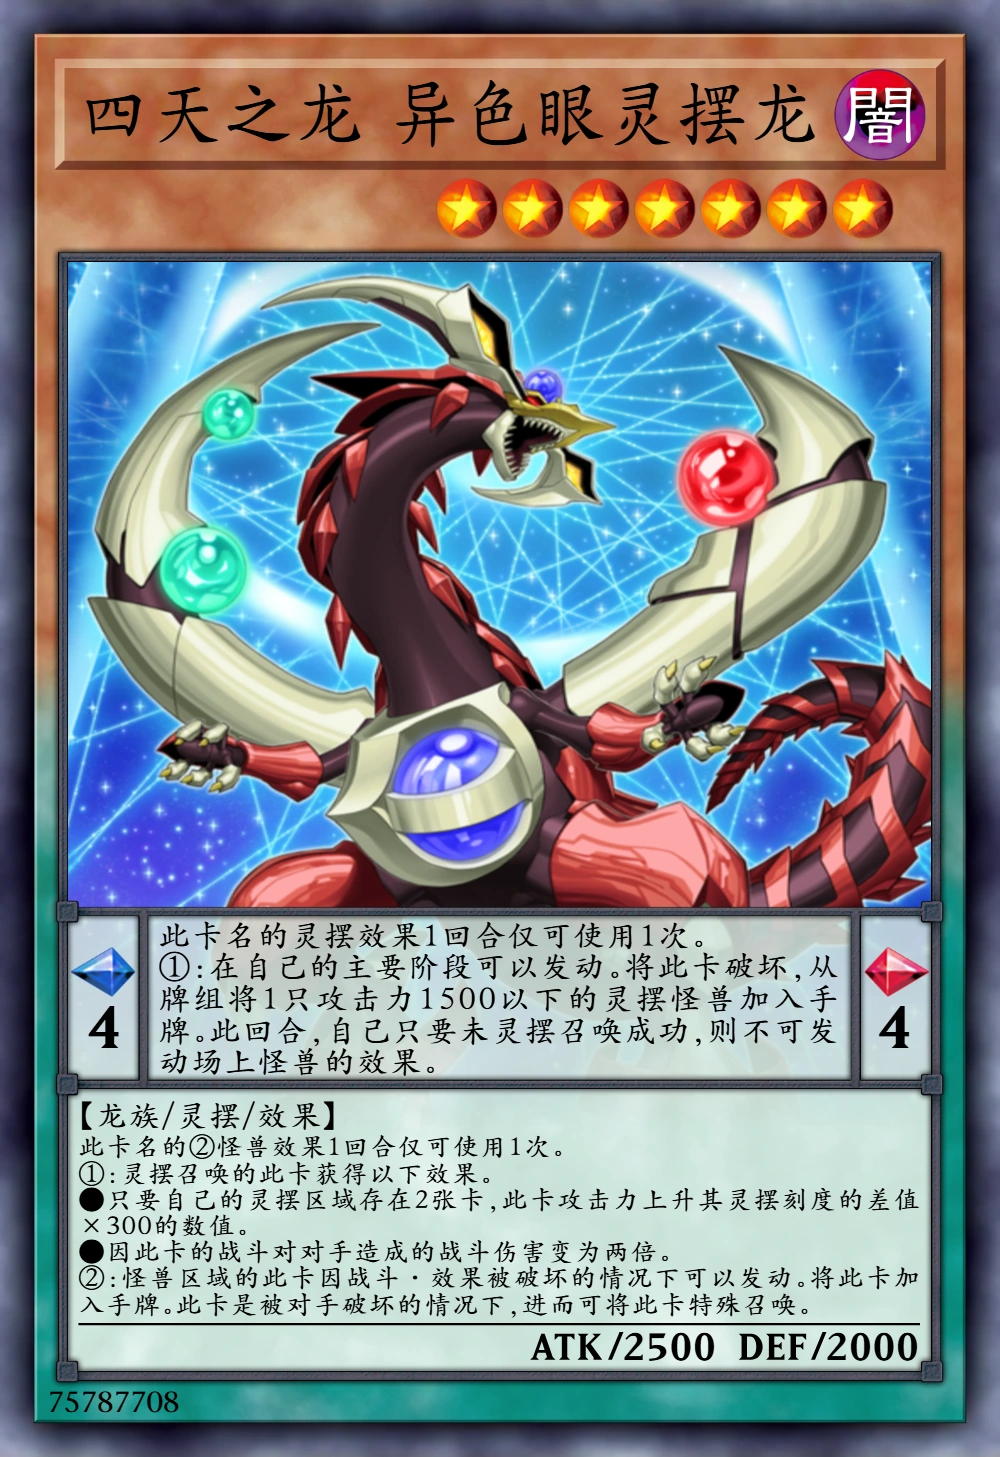 四天之龙 异色眼灵摆龙
闇
此卡名的灵摆效果1回合仅可使用1次。
①:在自己的主要阶段可以发动。将此卡破坏,从
牌组将1只攻击力1500以下的灵摆怪兽加入手
牌。此回合,自己只要未灵摆召唤成功,则不可发
动场上怪兽的效果。
4
4
【龙族/灵摆/效果】
此卡名的②怪兽效果1回合仅可使用1次。
①:灵摆召唤的此卡获得以下效果。
●只要自己的灵摆区域存在2张卡,此卡攻击力上升其灵摆刻度的差值
×300的数值。
●因此卡的战斗对对手造成的战斗伤害变为两倍。
②:怪兽区域的此卡因战斗·效果被破坏的情况下可以发动。将此卡加
入手牌。此卡是被对手破坏的情况下,进而可将此卡特殊召唤。
ATK/2500 DEF/2000
75787708